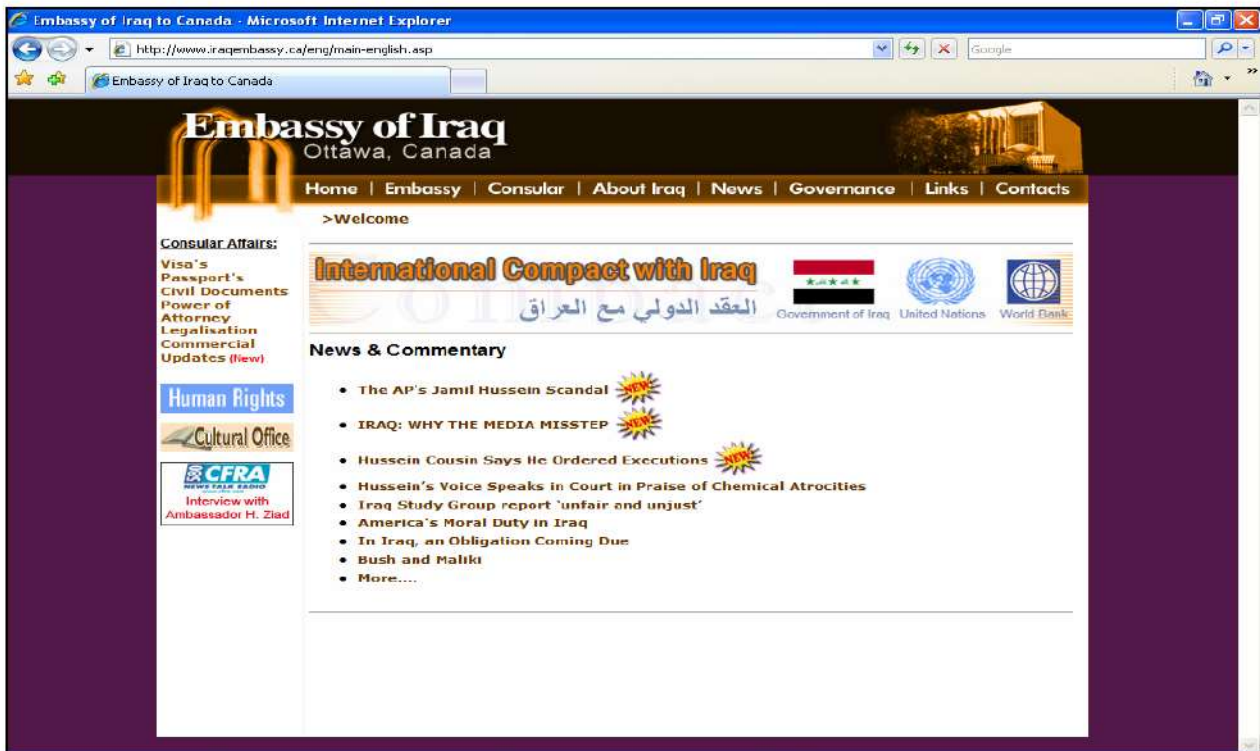 Embassy of Iraq to Canada - Microsoft Internet Explorer
http://www.iraqembassy.ca/eng/main-english.asp
Google
Embassy of Iraq to Canada
Embassy of Iraq
Ottawa, Canada
Home | Embassy | Consular | About Iraq | News | Governance | Links | Contacts
>Welcome
Consular Affairs:
Visa's
Passport's
Civil Documents
Power of
Attorney
Legalisation
Commercial
Updates (New)
Human Rights
Cultural Office
580 CFRA
NEWS TALK RADIO
Interview with
Ambassador H. Ziad
International Compact with Iraq
العقد الدولي مع العراق
Government of Iraq
United Nations
World Bank
News & Commentary
• The AP's Jamil Hussein Scandal NEW
• IRAQ: WHY THE MEDIA MISSTEP NEW
• Hussein Cousin Says He Ordered Executions NEW
• Hussein's Voice Speaks in Court in Praise of Chemical Atrocities
• Iraq Study Group report 'unfair and unjust'
• America's Moral Duty in Iraq
• In Iraq, an Obligation Coming Due
• Bush and Maliki
• More....